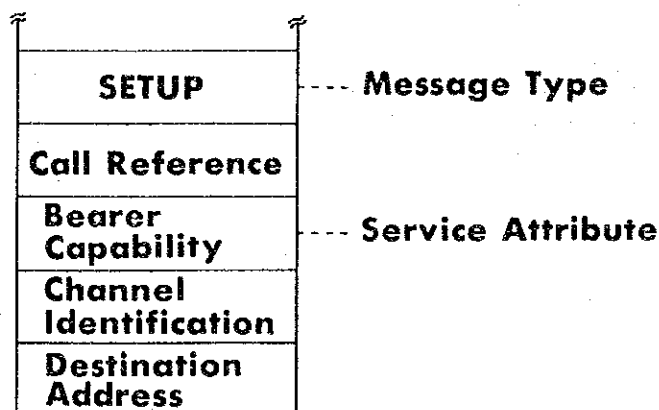 SETUP
Message Type
Call Reference
Bearer
Capability
Service Attribute
Channel
Identification
Destination
Address